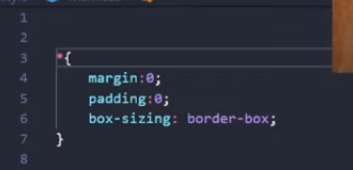 1
2
3 *{
4 margin:0;
5 padding:0;
6 box-sizing: border-box;
7 }
8